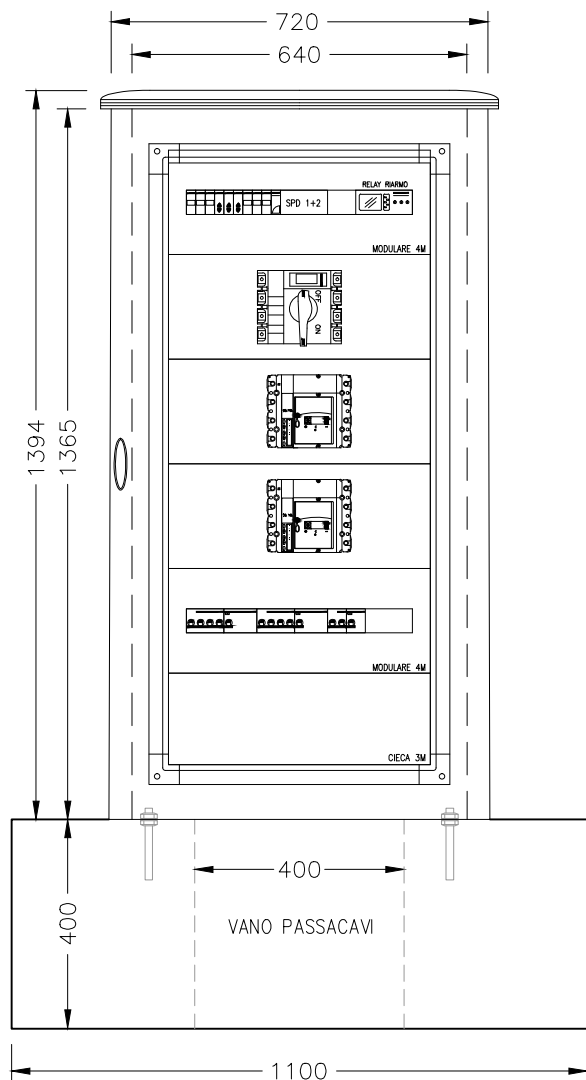 720
640
RELAY RIARMO
SPD 1+2
MODULARE 4M
OFF
ON
1394
1365
MODULARE 4M
CIECA 3M
400
400
VANO PASSACAVI
1100